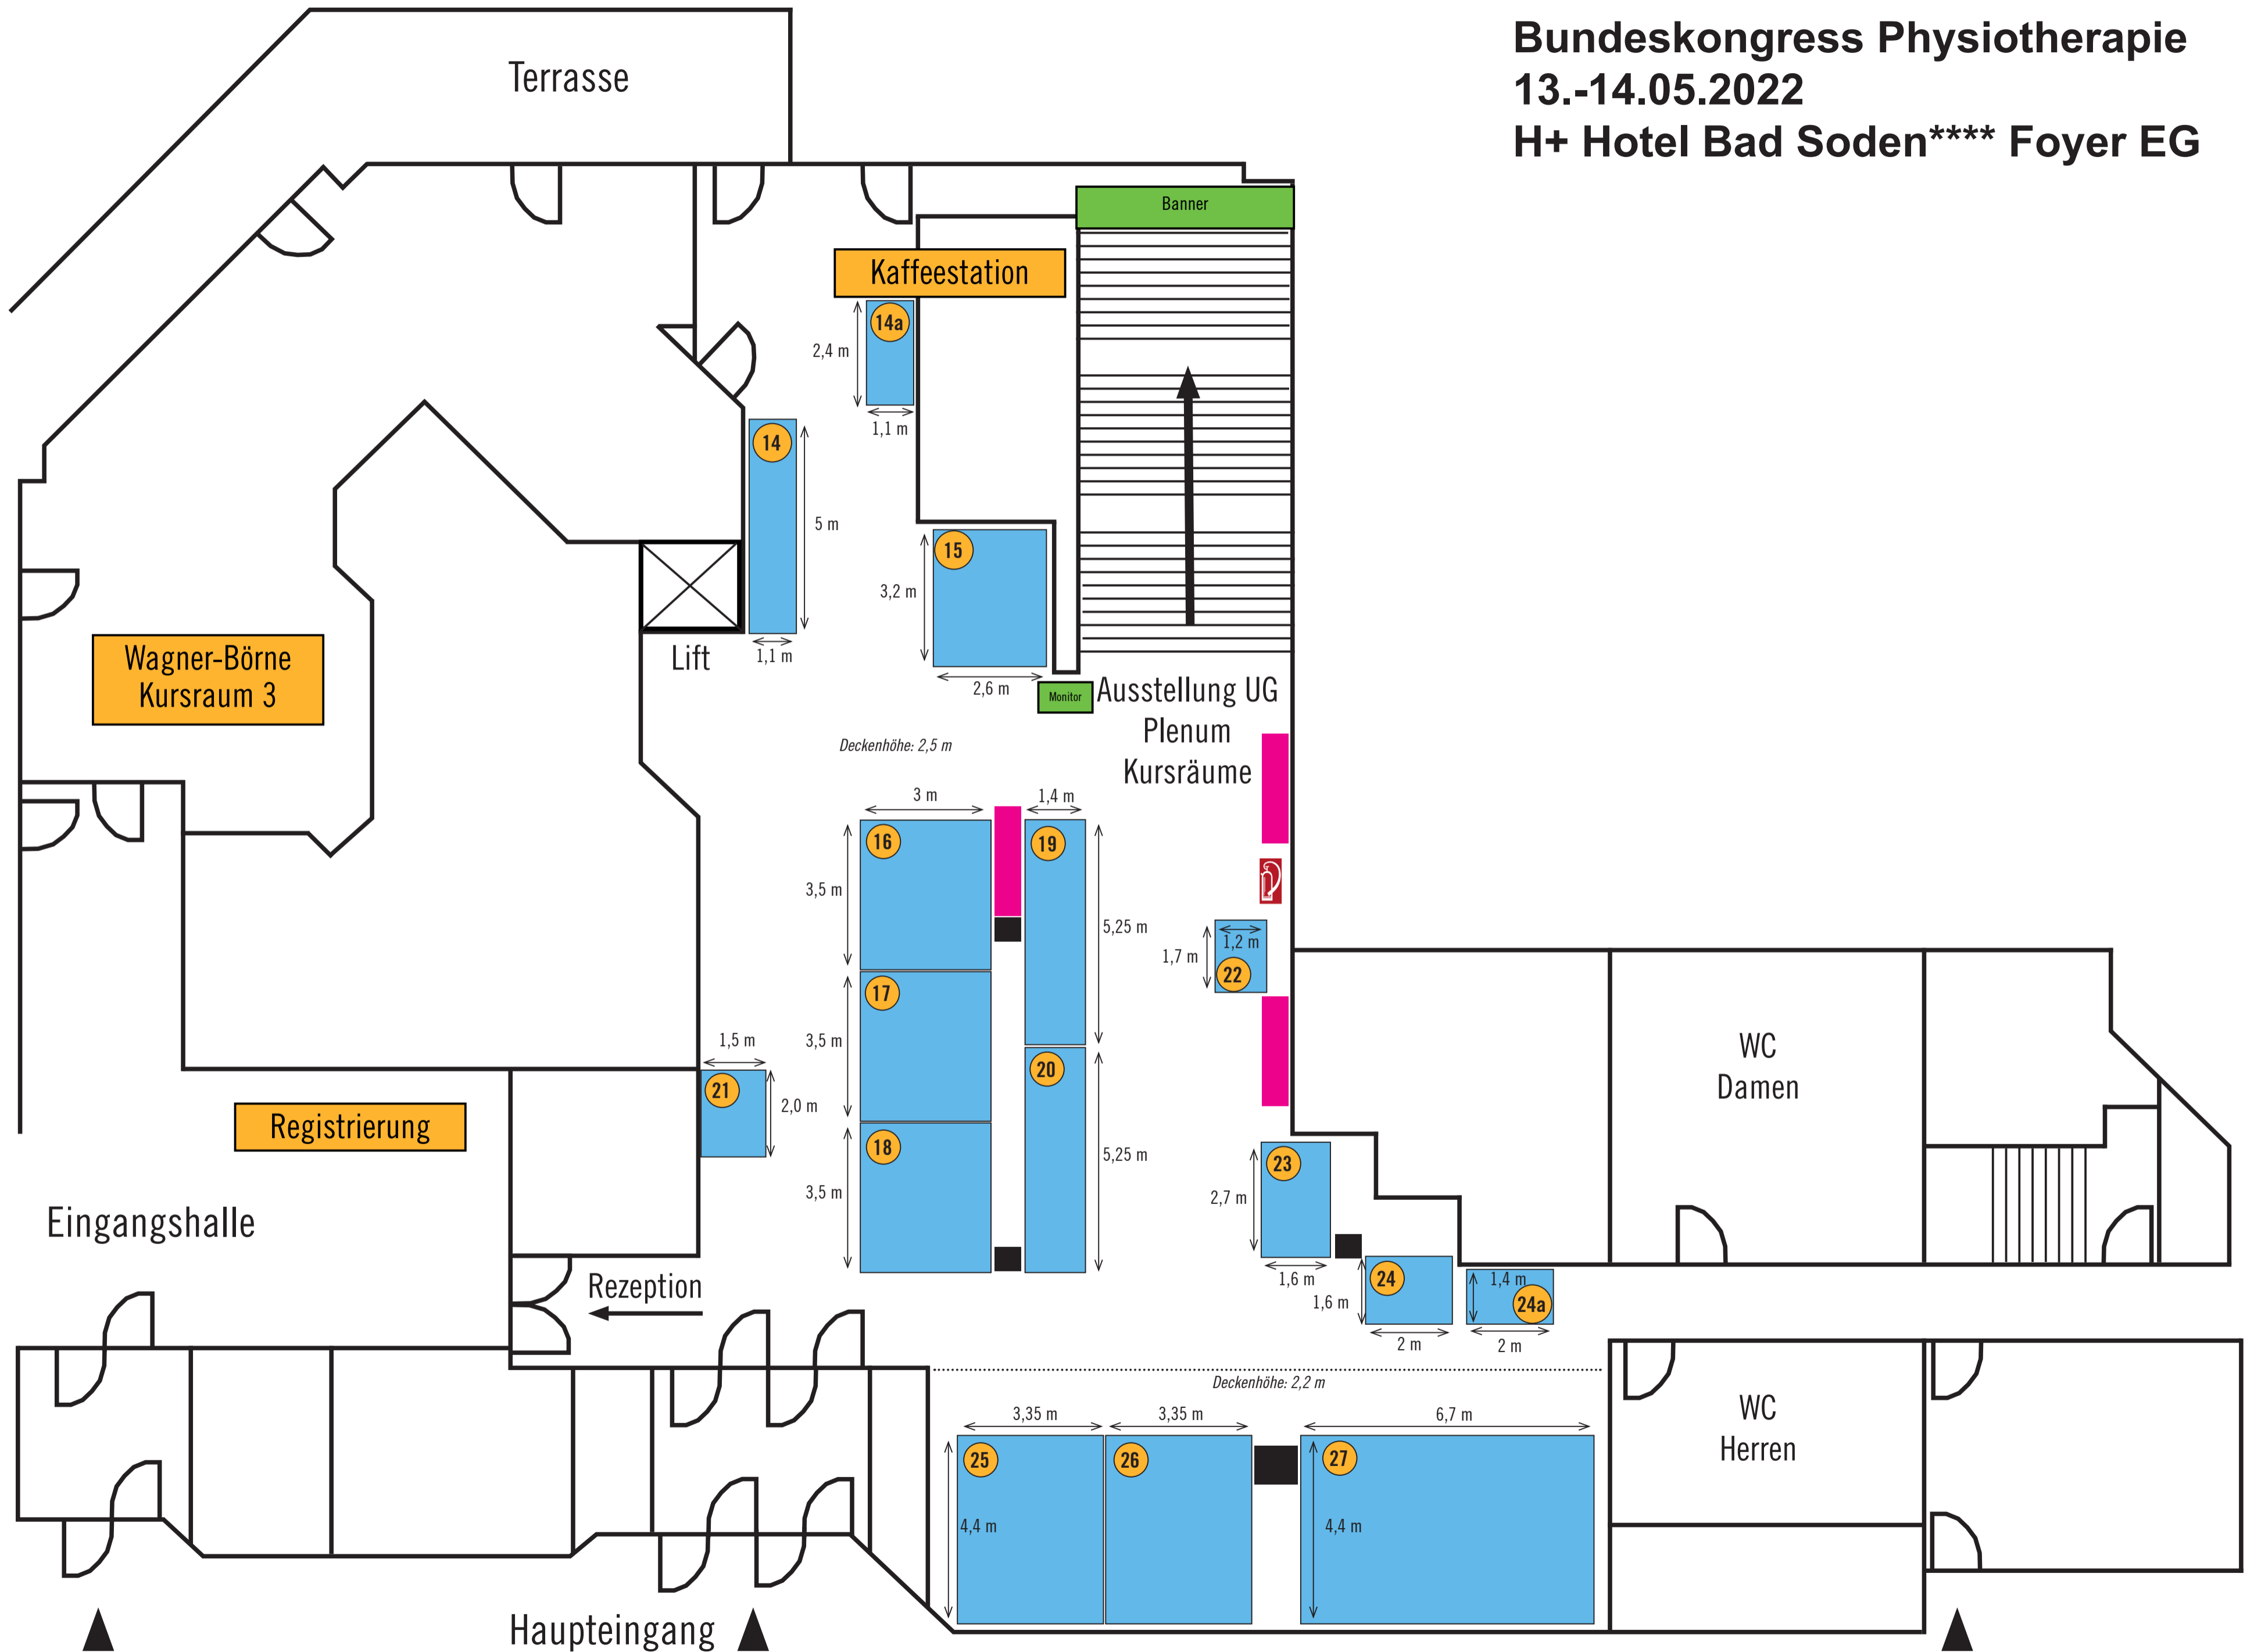 Bundeskongress Physiotherapie
13.-14.05.2022
H+ Hotel Bad Soden**** Foyer EG
Terrasse
Banner
Kaffeestation
14a
2,4 m
1,1 m
14
5 m
1,1 m
15
3,2 m
2,6 m
Lift
Wagner-Börne
Kursraum 3
Monitor
Ausstellung UG
Plenum
Kursräume
Deckenhöhe: 2,5 m
3 m
1,4 m
16
19
3,5 m
5,25 m
1,2 m
1,7 m
22
17
3,5 m
1,5 m
21
2,0 m
20
5,25 m
18
3,5 m
WC
Damen
Registrierung
23
2,7 m
1,6 m
Eingangshalle
Rezeption
24
1,6 m
2 m
1,4 m
24a
2 m
Deckenhöhe: 2,2 m
3,35 m
3,35 m
6,7 m
25
26
27
4,4 m
4,4 m
WC
Herren
Haupteingang